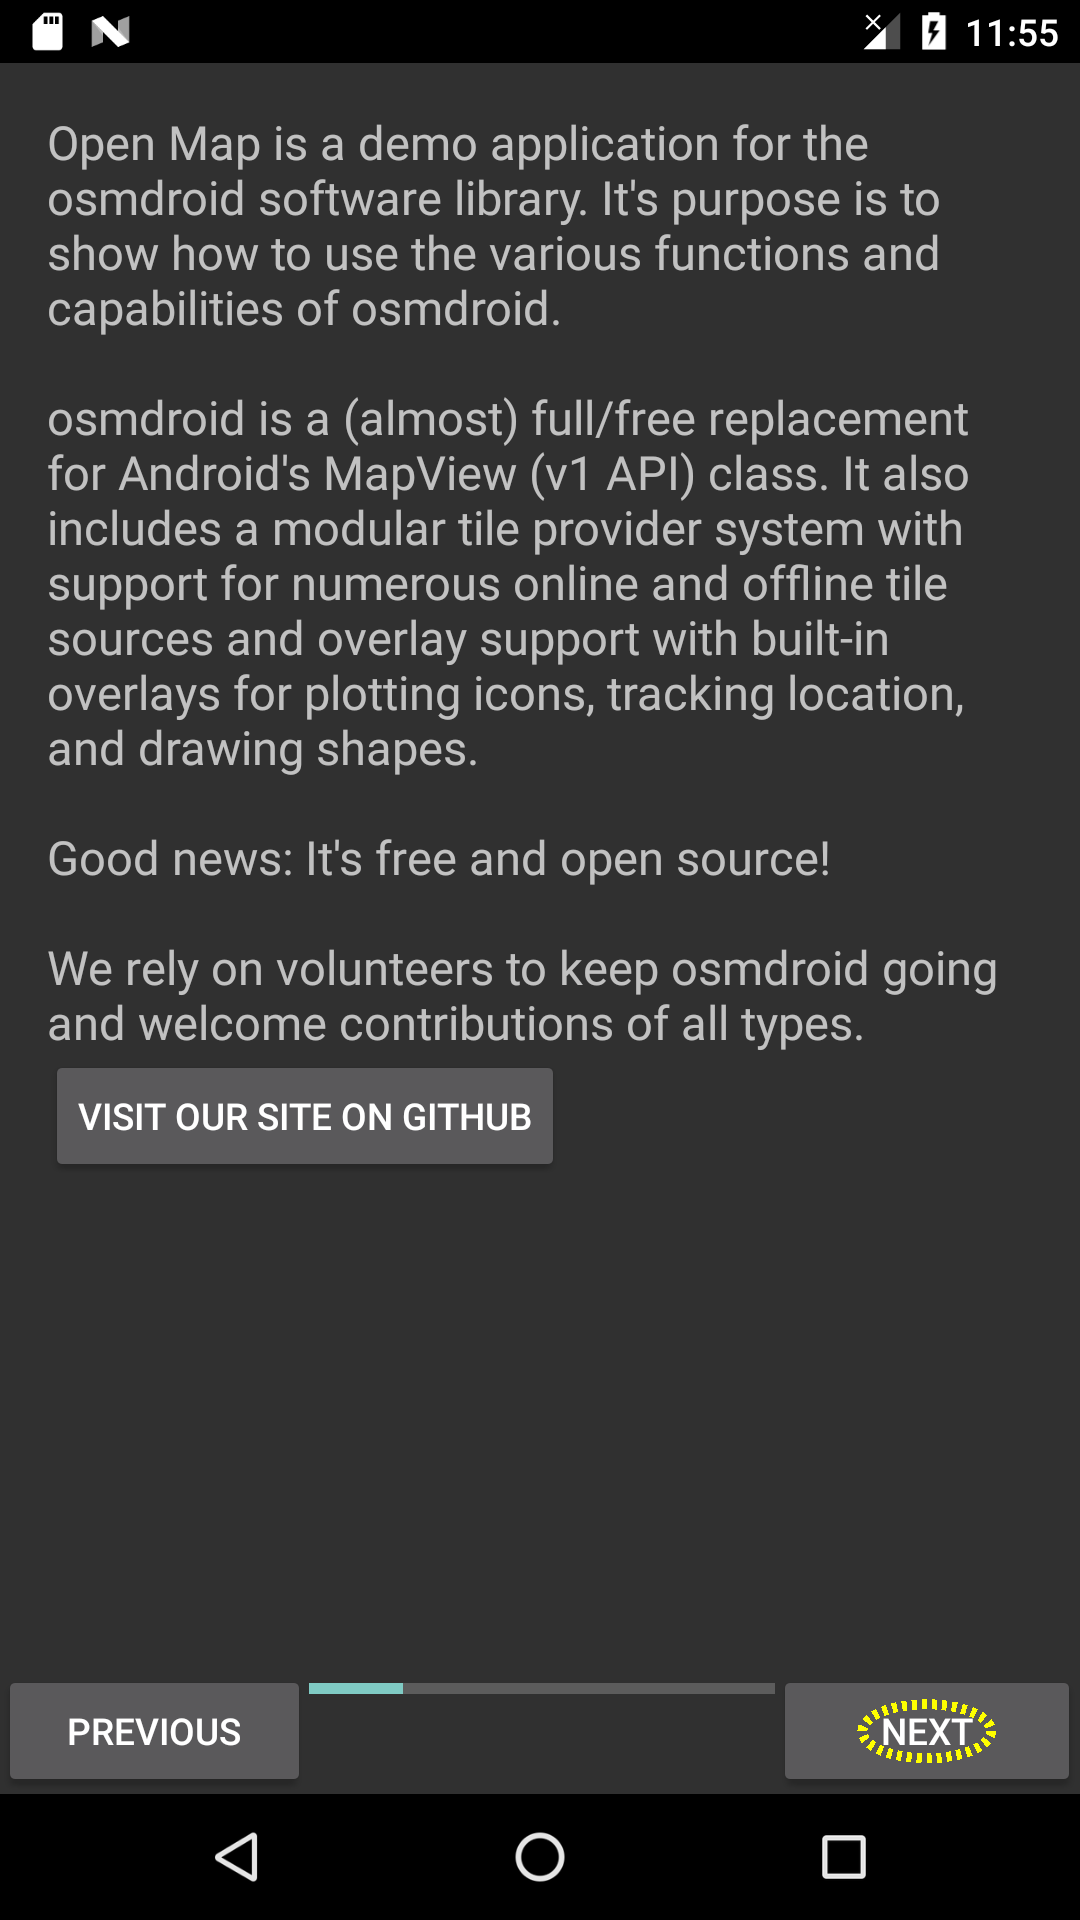 11:55
Open Map is a demo application for the
osmdroid software library. It's purpose is to
show how to use the various functions and
capabilities of osmdroid.
osmdroid is a (almost) full/free replacement
for Android's MapView (v1 API) class. It also
includes a modular tile provider system with
support for numerous online and offline tile
sources and overlay support with built-in
overlays for plotting icons, tracking location,
and drawing shapes.
Good news: It's free and open source!
We rely on volunteers to keep osmdroid going
and welcome contributions of all types.
VISIT OUR SITE ON GITHUB
PREVIOUS
NEXT